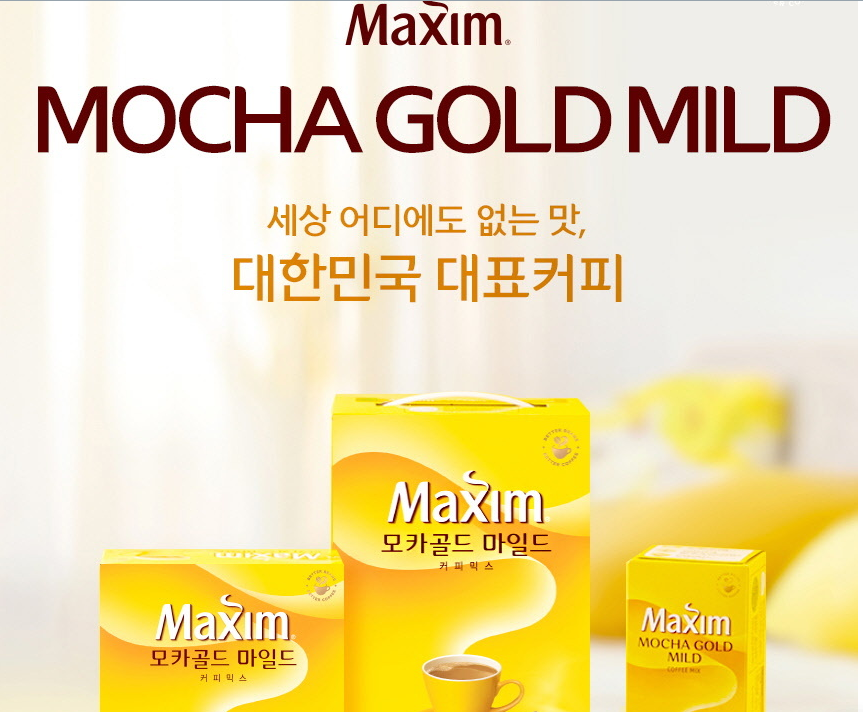 Maxim
MOCHA GOLD MILD
세상 어디에도 없는 맛,
대한민국 대표커피
Maxim
모카골드 마일드
커피믹스
Maxim
Maxim
모카골드 마일드
커피믹스
Maxim
MOCHA GOLD
MILD
COFFEE MIX